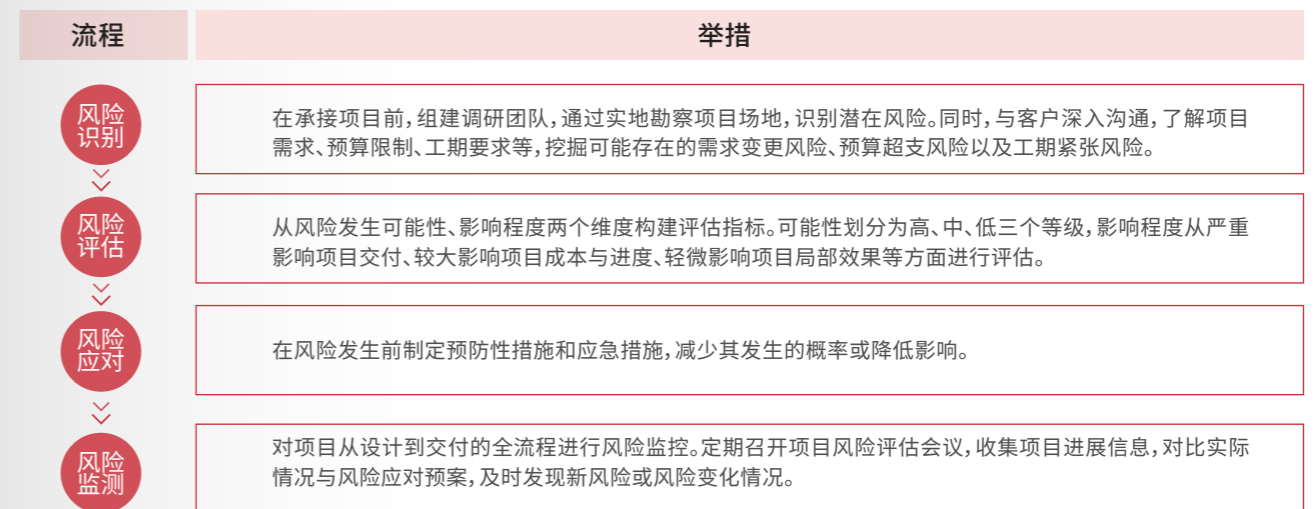 流程
举措
风险
识别
在承接项目前，组建调研团队，通过实地勘察项目场地，识别潜在风险。同时，与客户深入沟通，了解项目
需求、预算限制、工期要求等，挖掘可能存在的需求变更风险、预算超支风险以及工期紧张风险。
风险
评估
从风险发生可能性、影响程度两个维度构建评估指标。可能性划分为高、中、低三个等级，影响程度从严重
影响项目交付、较大影响项目成本与进度、轻微影响项目局部效果等方面进行评估。
风险
应对
在风险发生前制定预防性措施和应急措施，减少其发生的概率或降低影响。
风险
监测
对项目从设计到交付的全流程进行风险监控。定期召开项目风险评估会议，收集项目进展信息，对比实际
情况与风险应对预案，及时发现新风险或风险变化情况。